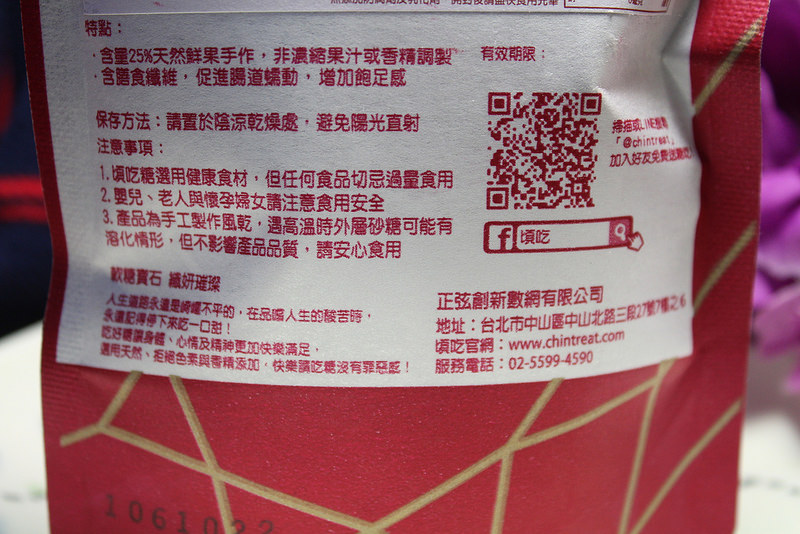 特點：
·含量25%天然鮮果手作，非濃縮果汁或香精調製
·含膳食纖維，促進腸道蠕動，增加飽足感
有效期限：
保存方法：請置於陰涼乾燥處，避免陽光直射
注意事項：
1.頃吃糖選用健康食材，但任何食品切忌過量食用
2.嬰兒、老人與懷孕婦女請注意食用安全
3.產品為手工製作風乾，遇高溫時外層砂糖可能有
溶化情形，但不影響產品品質，請安心食用
掃描或LINE搜尋
「@chintreat」
加入好友免費送
f 頃吃
軟糖寶石 纖妍璀璨
人生道路永遠是崎嶇不平的，在品嚐人生的酸苦時，
永遠記得停下來吃一口甜！
吃好糖讓身體、心情及精神更加快樂滿足，
選用天然、拒絕色素與香精添加，快樂讓吃糖沒有罪惡感！
正弦創新數網有限公司
地址：台北市中山區中山北路三段27號7樓之6
頃吃官網：www.chintreat.com
服務電話：02-5599-4590
1061022